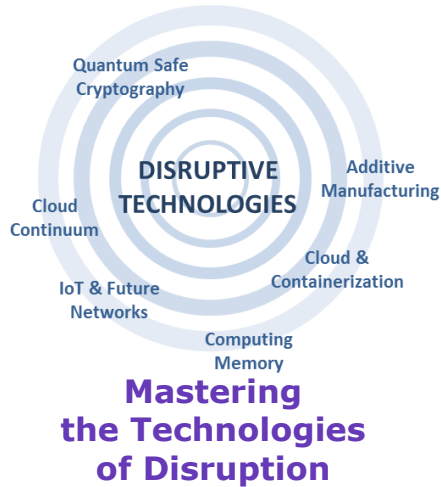 Quantum Safe
Cryptography
DISRUPTIVE
TECHNOLOGIES
Additive
Manufacturing
Cloud
Continuum
Cloud &
Containerization
IoT & Future
Networks
Computing
Memory
Mastering
the Technologies
of Disruption